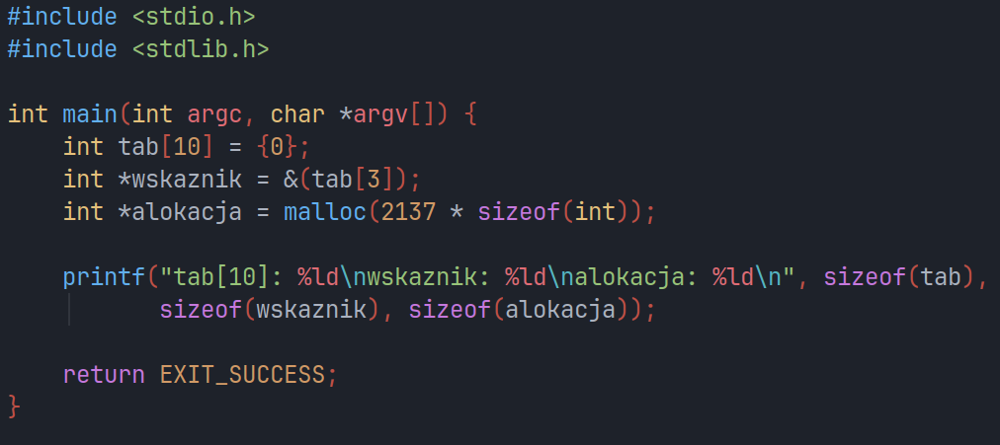 #include <stdio.h>
#include <stdlib.h>

int main(int argc, char *argv[]) {
    int tab[10] = {0};
    int *wskaznik = &(tab[3]);
    int *alokacja = malloc(2137 * sizeof(int));

    printf("tab[10]: %ld\nwskaznik: %ld\nalokacja: %ld\n", sizeof(tab),
           sizeof(wskaznik), sizeof(alokacja));

    return EXIT_SUCCESS;
}